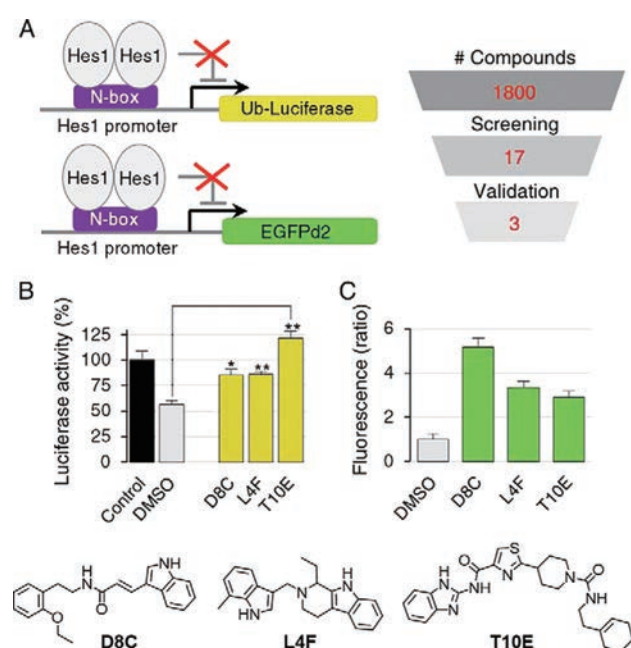 A
Hes1 Hes1
N-box
Hes1 promoter
Ub-Luciferase
Hes1 Hes1
N-box
Hes1 promoter
EGFPd2
# Compounds
1800
Screening
17
Validation
3
B
Luciferase activity (%)
125
100
75
50
25
0
* ** **
Control
DMSO
D8C
L4F
T10E
C
Fluorescence (ratio)
6
4
2
0
DMSO
D8C
L4F
T10E
O
H
N
O
NH
D8C
N
H
N
N
H
L4F
H
N
N
N
H
O
S
N
N
O
HN
T10E